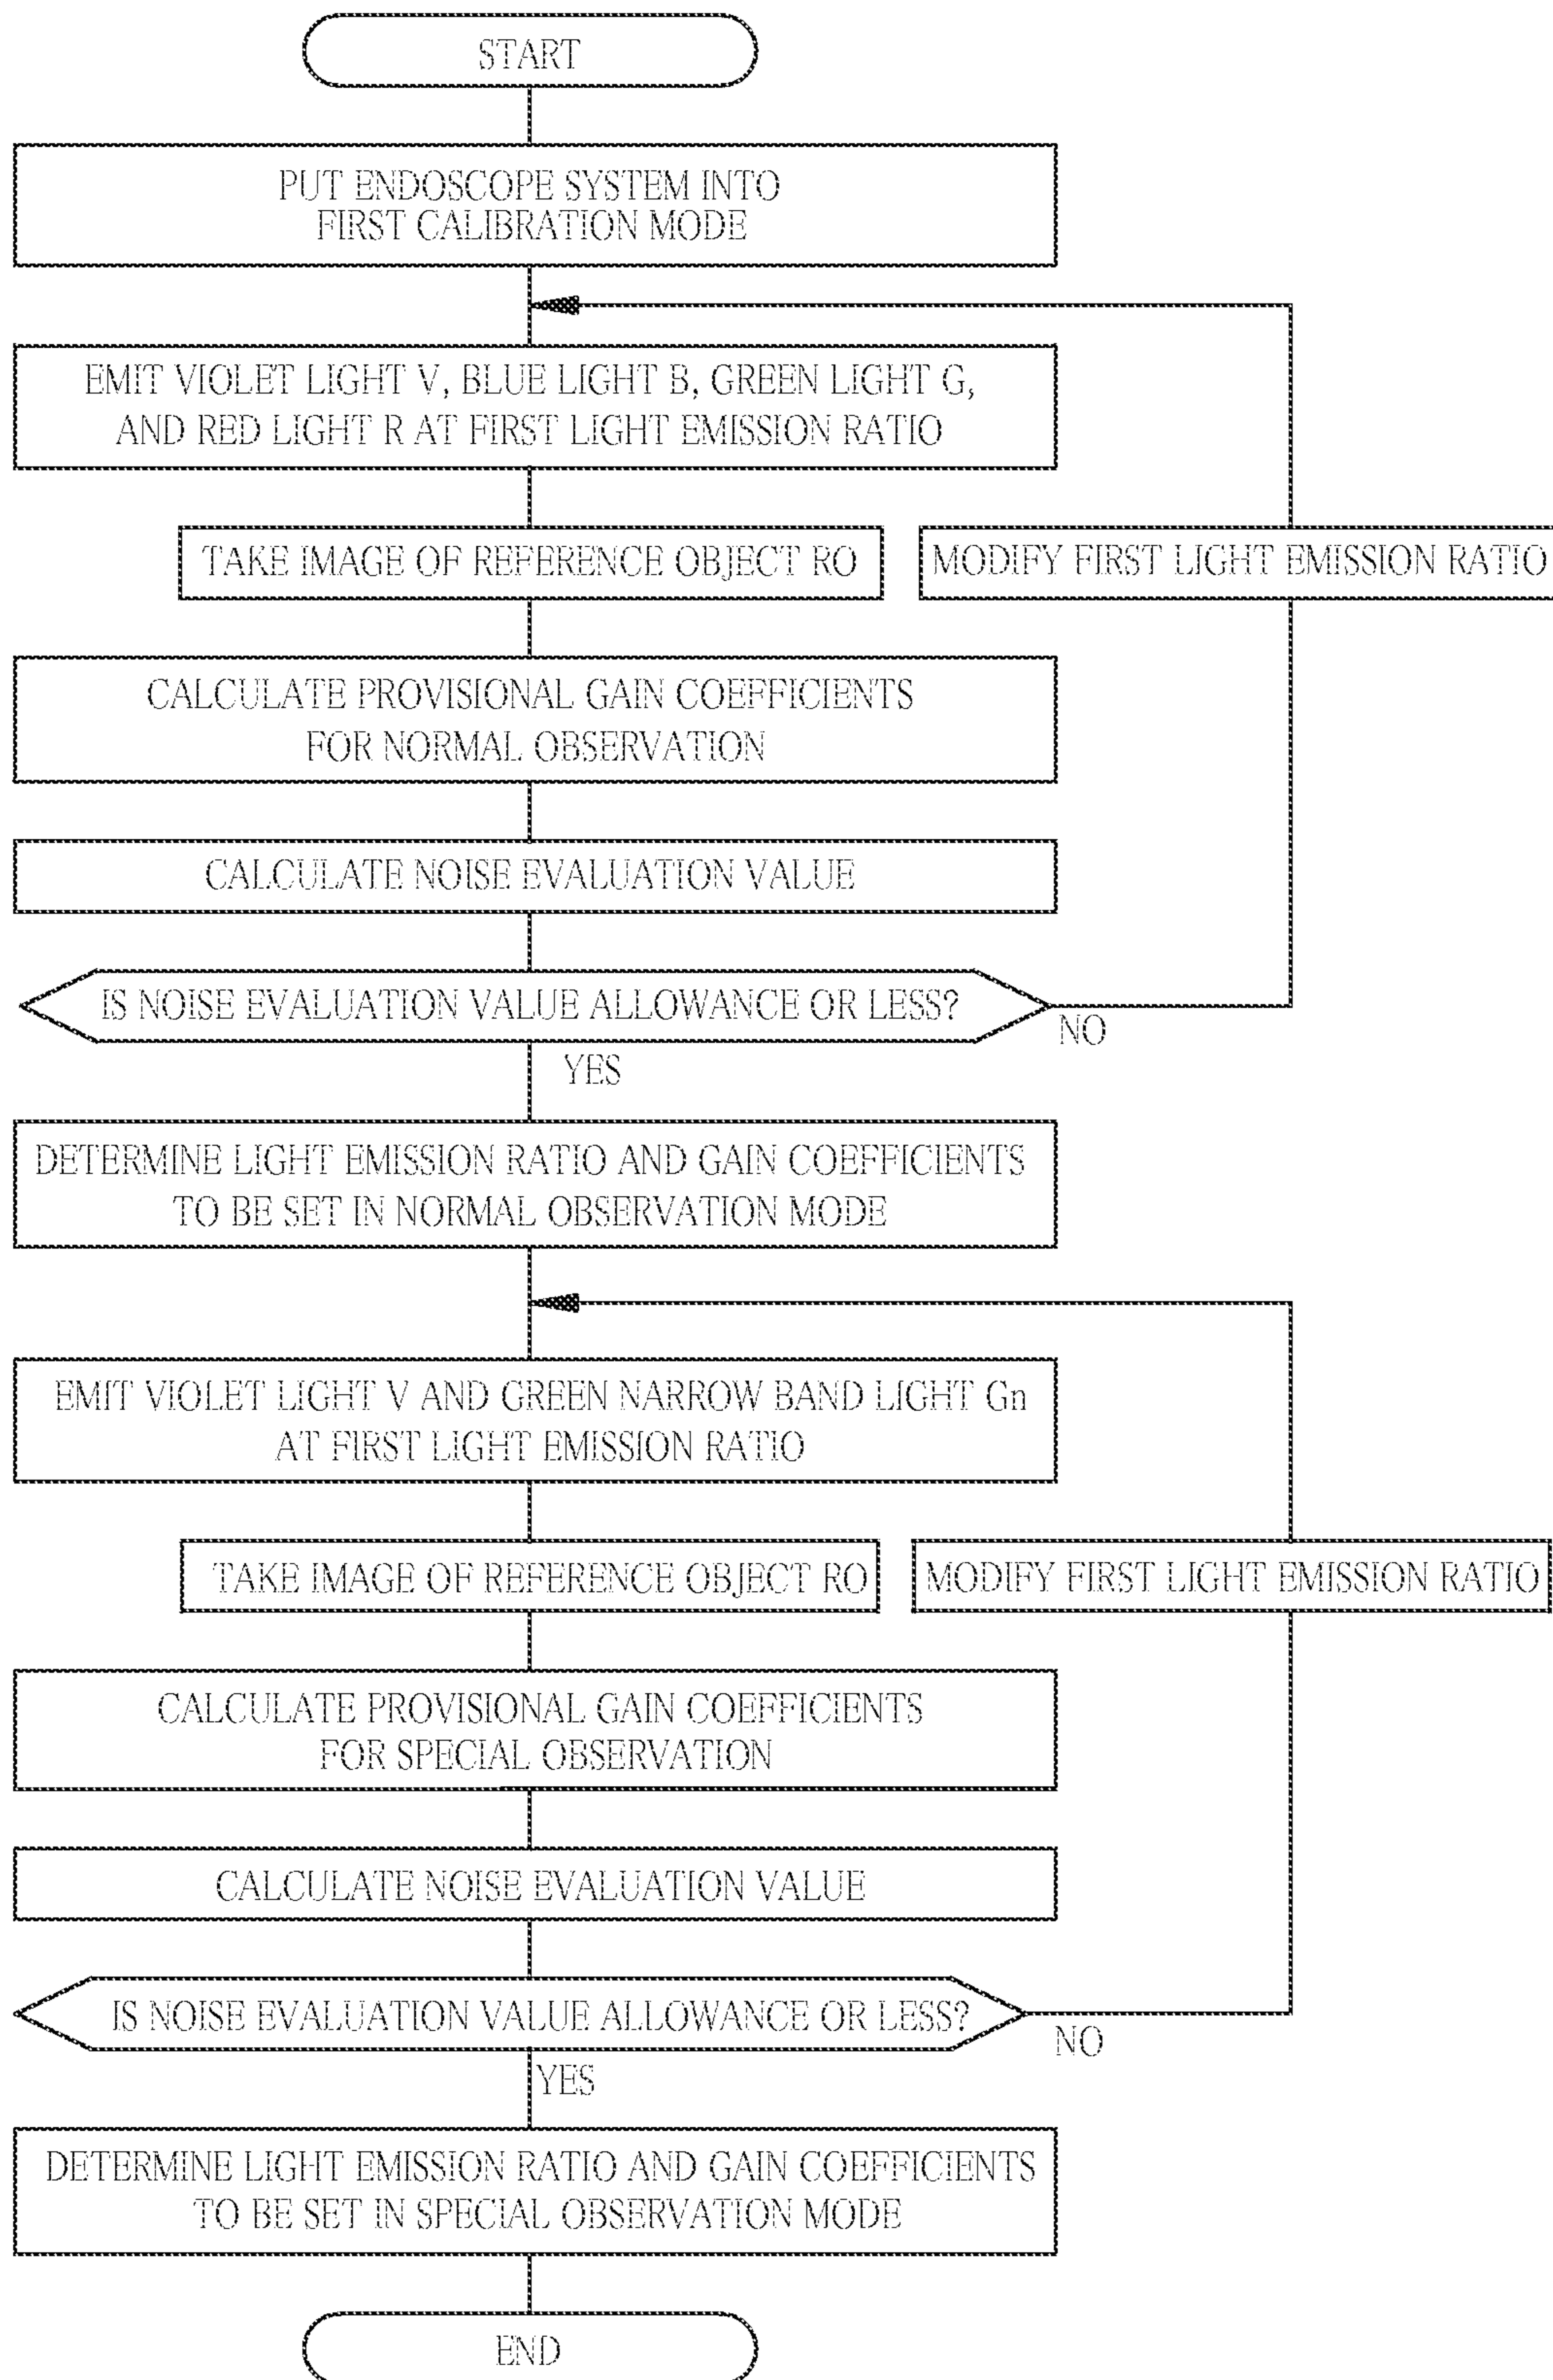 START
PUT ENDOSCOPE SYSTEM INTO
FIRST CALIBRATION MODE
EMIT VIOLET LIGHT V, BLUE LIGHT B, GREEN LIGHT G,
AND RED LIGHT R AT FIRST LIGHT EMISSION RATIO
TAKE IMAGE OF REFERENCE OBJECT RO
MODIFY FIRST LIGHT EMISSION RATIO
CALCULATE PROVISIONAL GAIN COEFFICIENTS
FOR NORMAL OBSERVATION
CALCULATE NOISE EVALUATION VALUE
IS NOISE EVALUATION VALUE ALLOWANCE OR LESS?
NO
YES
DETERMINE LIGHT EMISSION RATIO AND GAIN COEFFICIENTS
TO BE SET IN NORMAL OBSERVATION MODE
EMIT VIOLET LIGHT V AND GREEN NARROW BAND LIGHT Gn
AT FIRST LIGHT EMISSION RATIO
TAKE IMAGE OF REFERENCE OBJECT RO
MODIFY FIRST LIGHT EMISSION RATIO
CALCULATE PROVISIONAL GAIN COEFFICIENTS
FOR SPECIAL OBSERVATION
CALCULATE NOISE EVALUATION VALUE
IS NOISE EVALUATION VALUE ALLOWANCE OR LESS?
NO
YES
DETERMINE LIGHT EMISSION RATIO AND GAIN COEFFICIENTS
TO BE SET IN SPECIAL OBSERVATION MODE
END